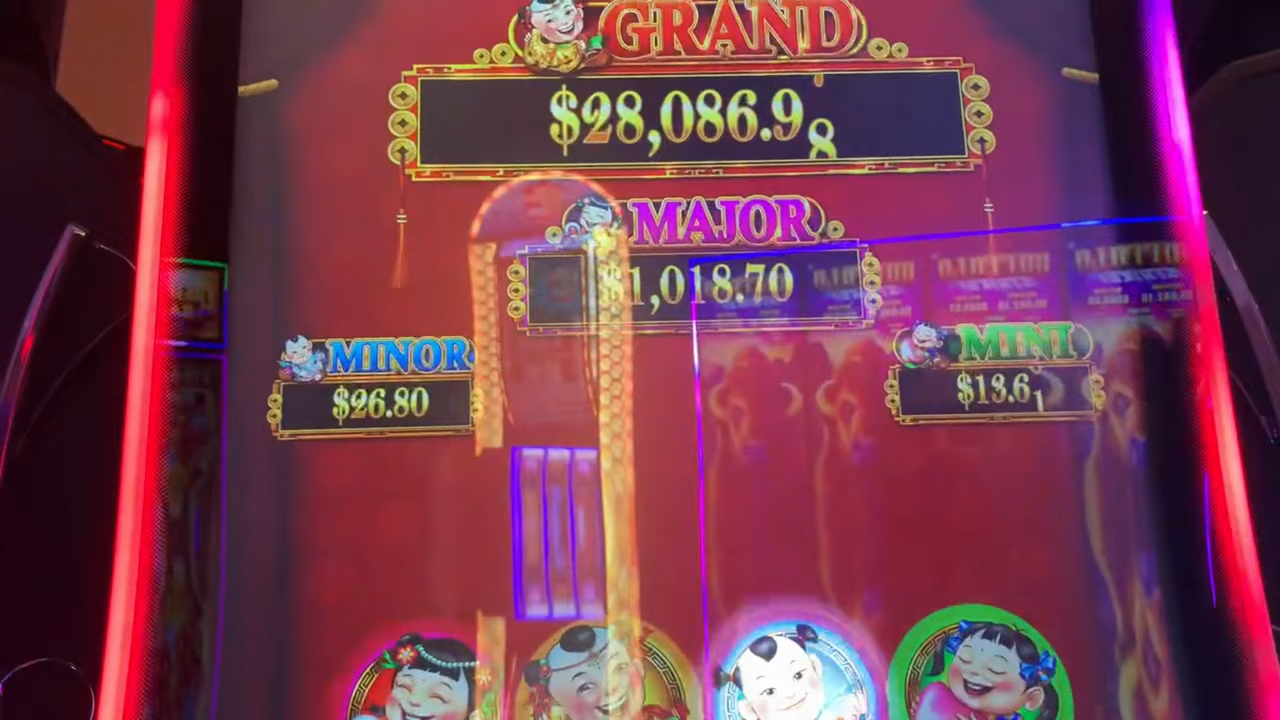 GRAND
$28,086.98
MAJOR
$1,018.70
MINOR
$26.80
MINI
$13.61